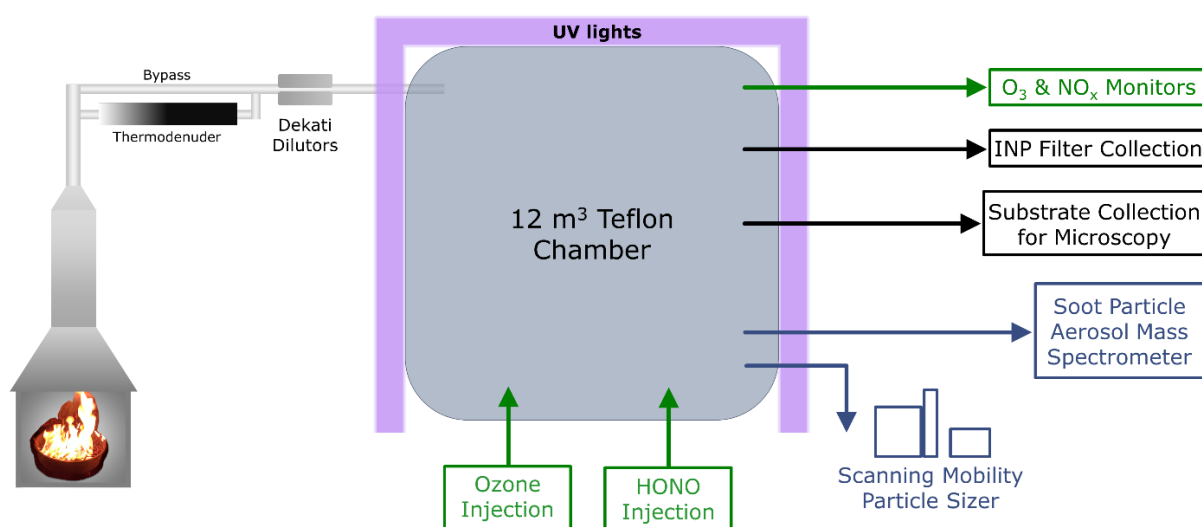 UV lights
Bypass
Thermodenuder
Dekati
Dilutors
12 m³ Teflon
Chamber
O₃ & NOₓ Monitors
INP Filter Collection
Substrate Collection
for Microscopy
Soot Particle
Aerosol Mass
Spectrometer
Scanning Mobility
Particle Sizer
Ozone
Injection
HONO
Injection